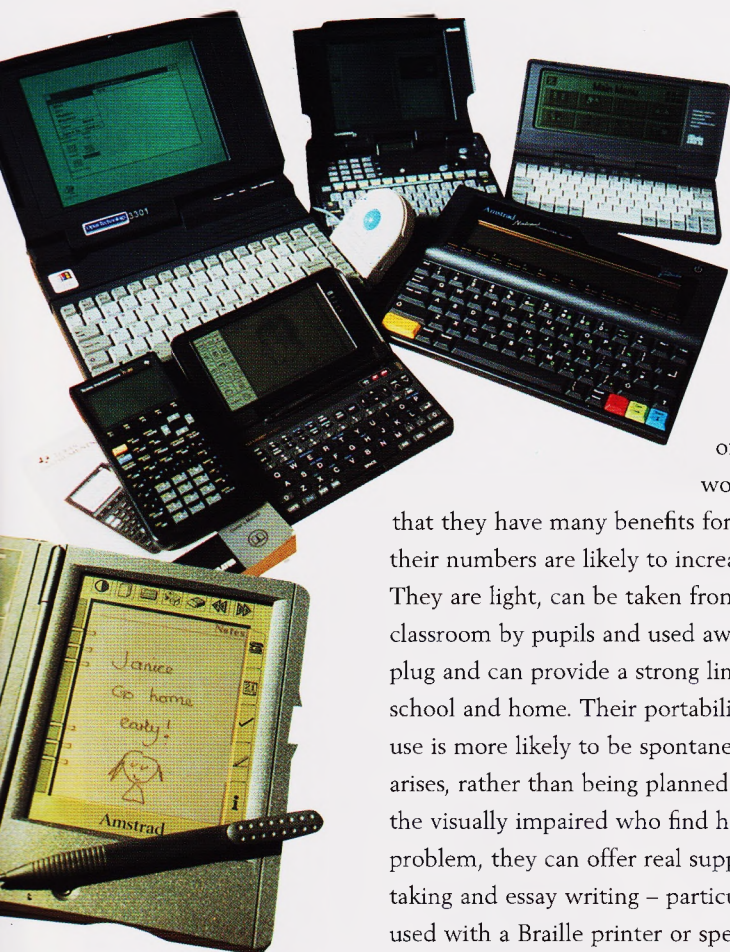 3301
Main Menu
Amstrad
Notes
Janice
Go home
early!
Amstrad
wo
that they have many benefits for
their numbers are likely to increa
They are light, can be taken from
classroom by pupils and used aw
plug and can provide a strong lin
school and home. Their portabili
use is more likely to be spontane
arises, rather than being planned
the visually impaired who find h
problem, they can offer real supp
taking and essay writing – particu
used with a Braille printer or spe